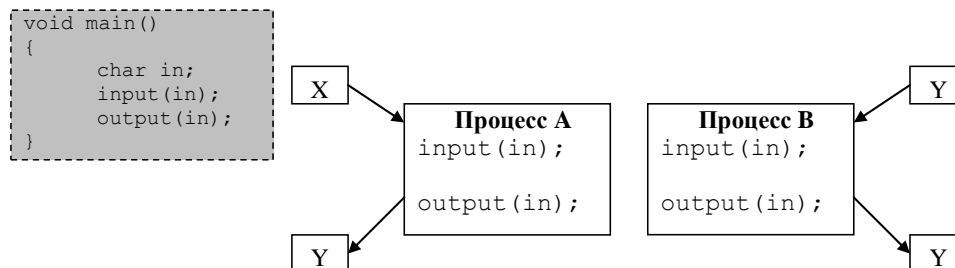 void main()
{
char in;
input(in);
output(in);
}
X
Процесс A
input(in);
output(in);
Y
Y
Процесс B
input(in);
output(in);
Y